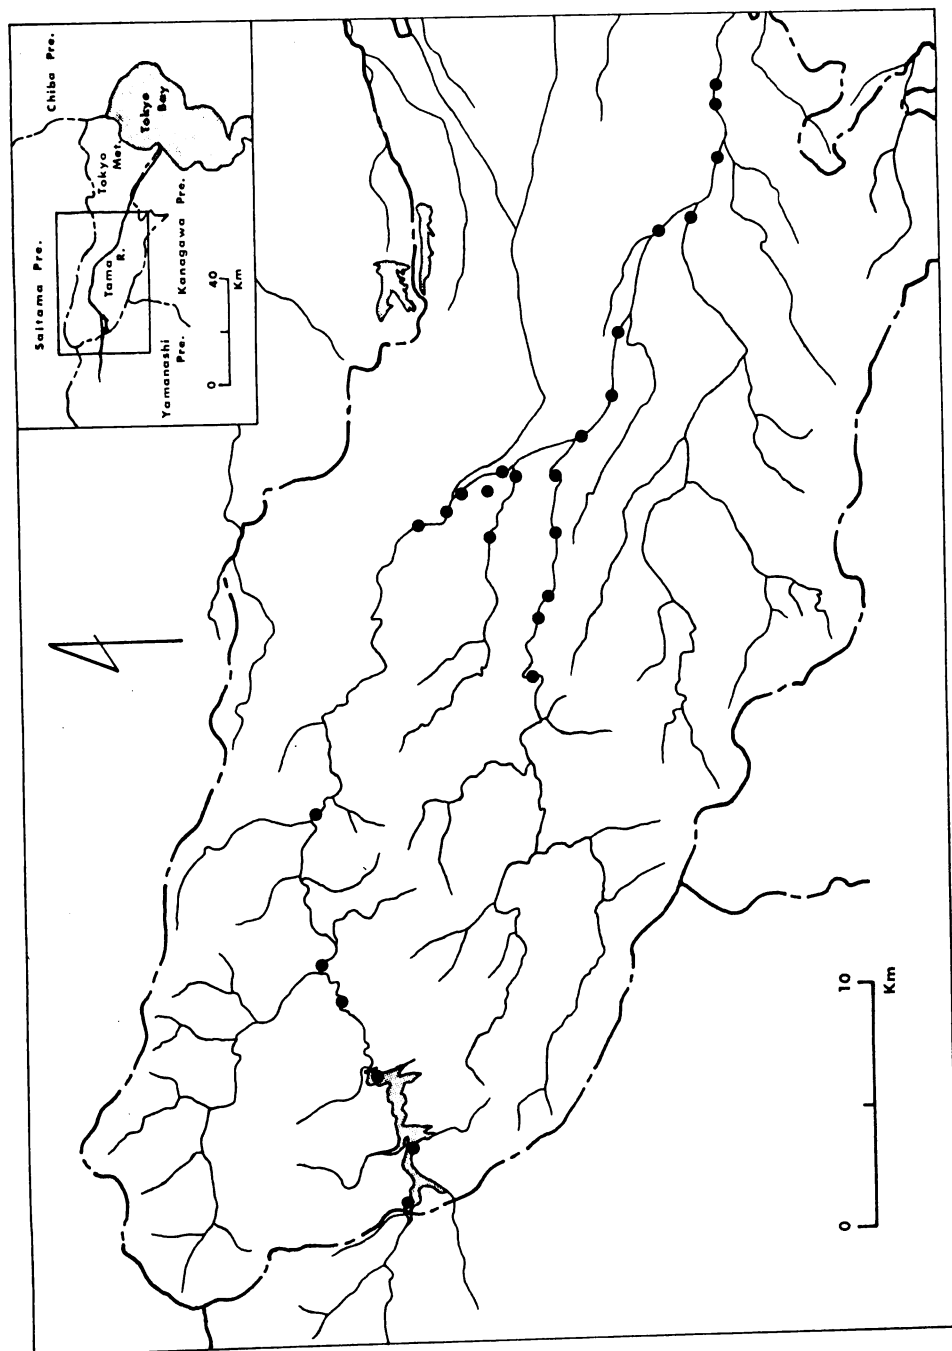 Saitama Pre.
Chiba Pre.
Tokyo
Met.
Tokyo
Bay
Tama
R.
Yamanashi
Pre.
Kanagawa Pre.
0
40
Km
0
10
Km